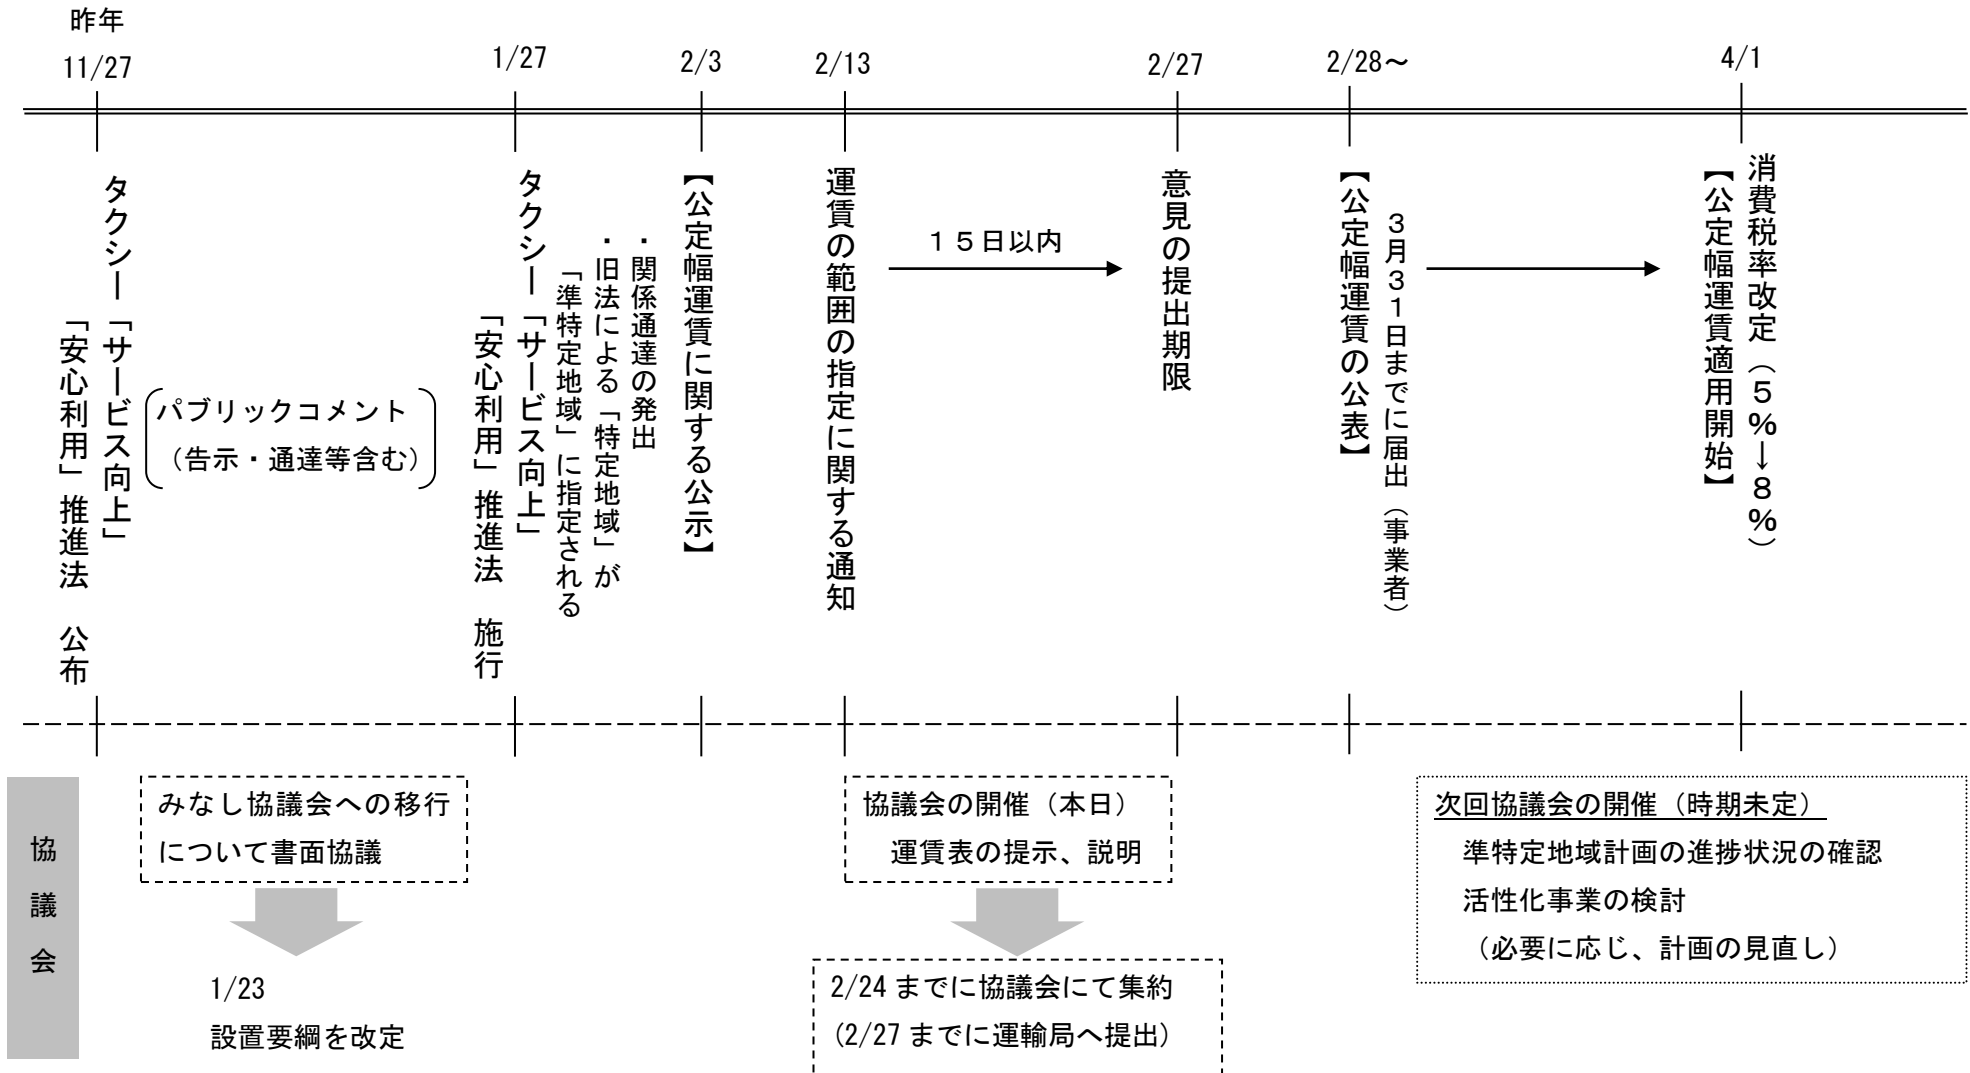 昨年
11/27
1/27
2/3
2/13
2/27
2/28～
4/1
タクシー「サービス向上」
「安心利用」推進法　公布
パブリックコメント
（告示・通達等含む）
タクシー「サービス向上」
「安心利用」推進法　施行
・関係通達の発出
・旧法による「特定地域」が
「準特定地域」に指定される
【公定幅運賃に関する公示】
運賃の範囲の指定に関する通知
１５日以内
意見の提出期限
【公定幅運賃の公表】
３月３１日までに届出（事業者）
消費税率改定（５％→８％）
【公定幅運賃適用開始】
協議会
みなし協議会への移行
について書面協議
1/23
設置要綱を改定
協議会の開催（本日）
運賃表の提示、説明
2/24 までに協議会にて集約
(2/27 までに運輸局へ提出)
次回協議会の開催（時期未定）
準特定地域計画の進捗状況の確認
活性化事業の検討
（必要に応じ、計画の見直し）